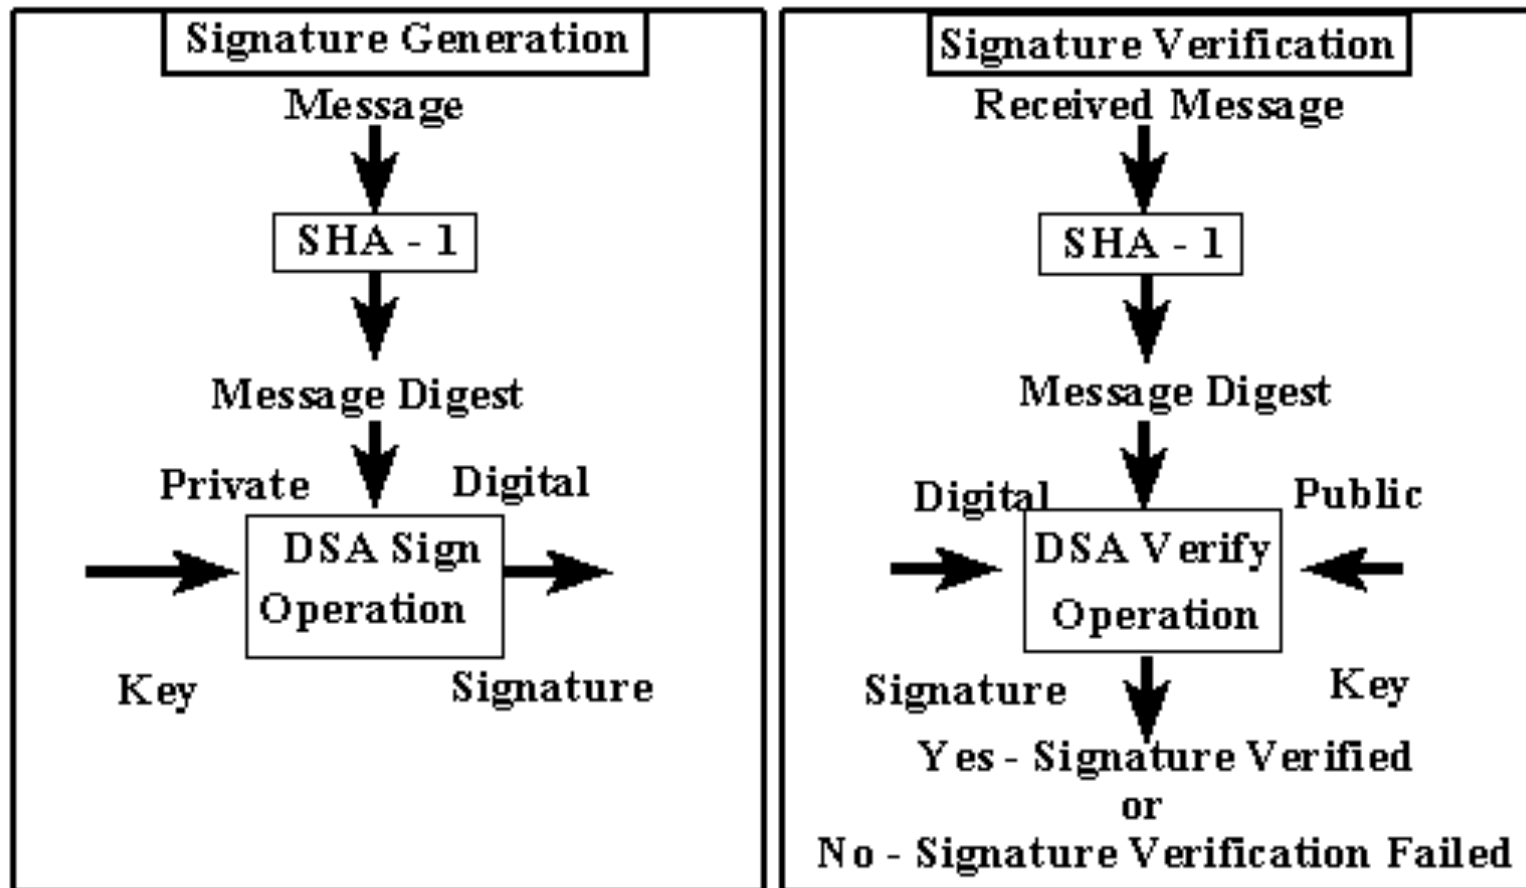 Signature Generation
Message
SHA - 1
Message Digest
Private
Digital
DSA Sign
Operation
Key
Signature
Signature Verification
Received Message
SHA - 1
Message Digest
Digital
Public
DSA Verify
Operation
Signature
Key
Yes - Signature Verified
or
No - Signature Verification Failed